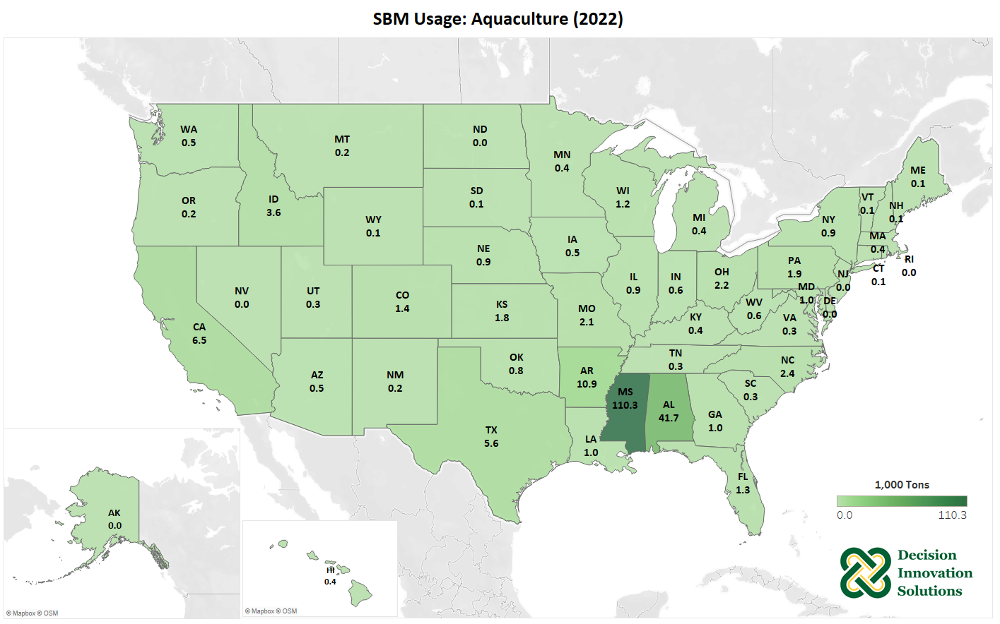 SBM Usage: Aquaculture (2022)
WA
0.5
MT
0.2
ND
0.0
MN
0.4
ME
0.1
OR
0.2
ID
3.6
WY
0.1
SD
0.1
WI
1.2
MI
0.4
NY
0.9
VT
0.1
NH
0.1
MA
0.4
RI
0.0
CT
0.1
NE
0.9
IA
0.5
IL
0.9
IN
0.6
OH
2.2
PA
1.9
NJ
0.0
MD
1.0
DE
0.0
CA
6.5
NV
0.0
UT
0.3
CO
1.4
KS
1.8
MO
2.1
KY
0.4
WV
0.6
VA
0.3
AZ
0.5
NM
0.2
OK
0.8
AR
10.9
TN
0.3
NC
2.4
SC
0.3
TX
5.6
LA
1.0
MS
110.3
AL
41.7
GA
1.0
FL
1.3
AK
0.0
HI
0.4
1,000 Tons
0.0 110.3
Decision
Innovation
Solutions
© Mapbox © OSM
© Mapbox © OSM